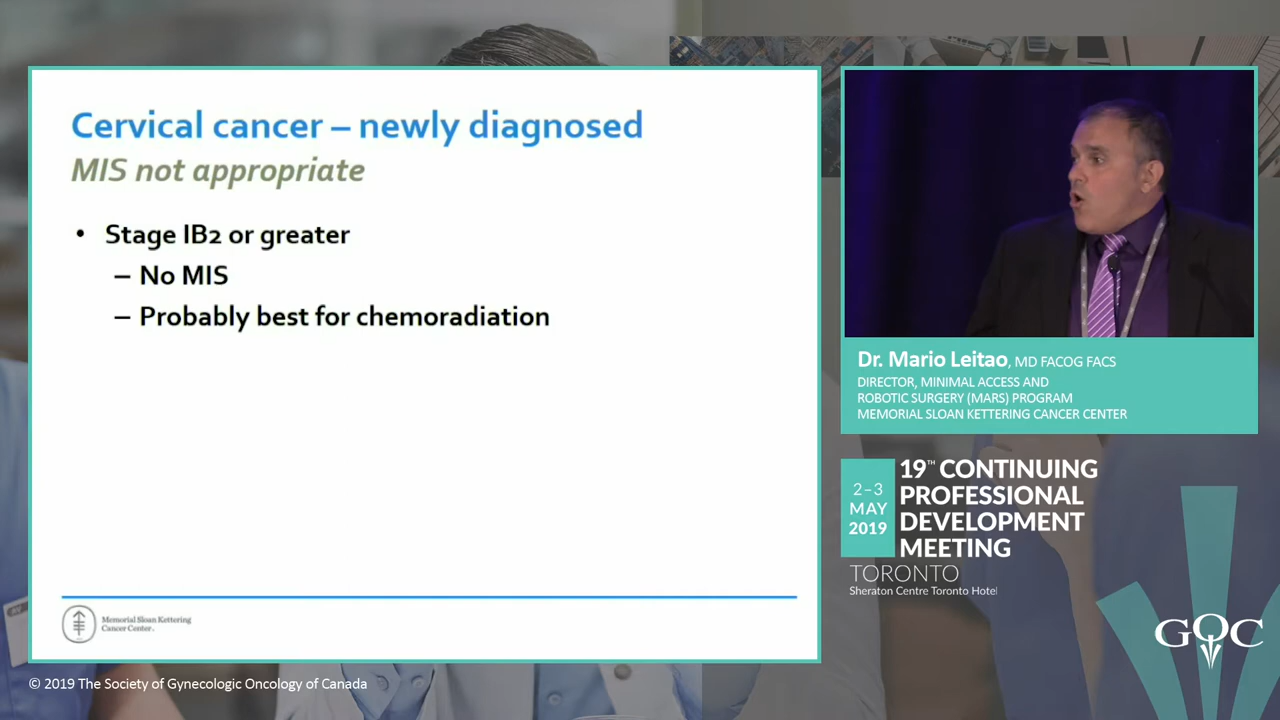 Cervical cancer – newly diagnosed
MIS not appropriate
• Stage IB2 or greater
– No MIS
– Probably best for chemoradiation
Memorial Sloan Kettering
Cancer Center.
© 2019 The Society of Gynecologic Oncology of Canada
Dr. Mario Leitao, MD FACOG FACS
DIRECTOR, MINIMAL ACCESS AND
ROBOTIC SURGERY (MARS) PROGRAM
MEMORIAL SLOAN KETTERING CANCER CENTER
2–3
MAY
2019
19TH CONTINUING
PROFESSIONAL
DEVELOPMENT
MEETING
TORONTO
Sheraton Centre Toronto Hotel
GOC